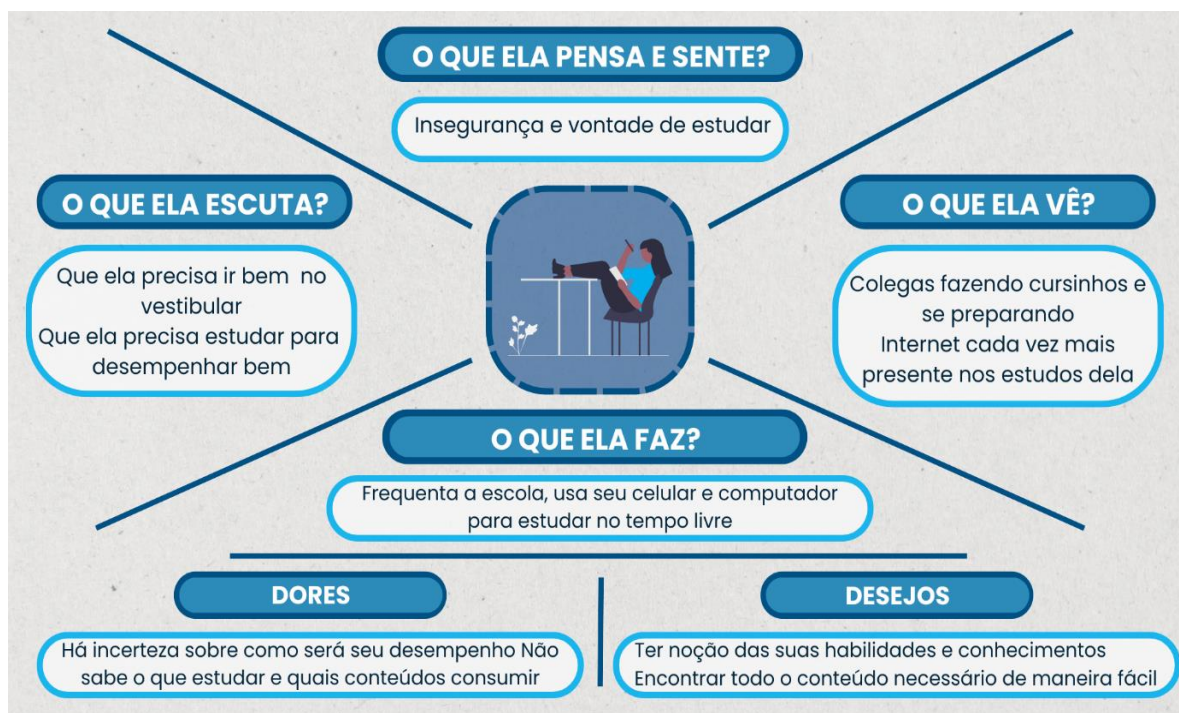 O QUE ELA PENSA E SENTE?
Insegurança e vontade de estudar
O QUE ELA ESCUTA?
Que ela precisa ir bem no
vestibular
Que ela precisa estudar para
desempenhar bem
O QUE ELA VÊ?
Colegas fazendo cursinhos e
se preparando
Internet cada vez mais
presente nos estudos dela
O QUE ELA FAZ?
Frequenta a escola, usa seu celular e computador
para estudar no tempo livre
DORES
Há incerteza sobre como será seu desempenho Não
sabe o que estudar e quais conteúdos consumir
DESEJOS
Ter noção das suas habilidades e conhecimentos
Encontrar todo o conteúdo necessário de maneira fácil